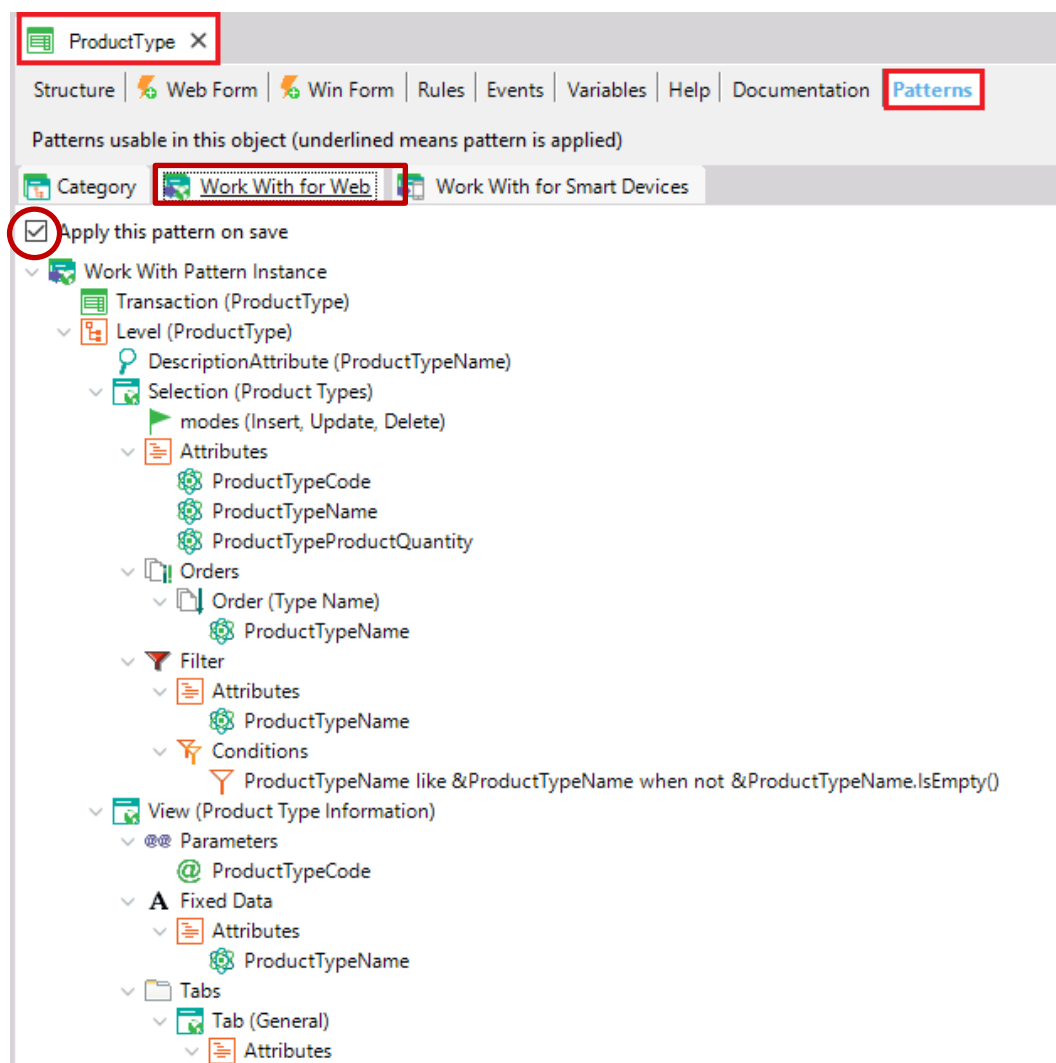 ProductType
Structure Web Form Win Form Rules Events Variables Help Documentation Patterns
Patterns usable in this object (underlined means pattern is applied)
Category Work With for Web Work With for Smart Devices
Apply this pattern on save
Work With Pattern Instance
Transaction (ProductType)
Level (ProductType)
DescriptionAttribute (ProductTypeName)
Selection (Product Types)
modes (Insert, Update, Delete)
Attributes
ProductTypeCode
ProductTypeName
ProductTypeProductQuantity
Orders
Order (Type Name)
ProductTypeName
Filter
Attributes
ProductTypeName
Conditions
ProductTypeName like &ProductTypeName when not &ProductTypeName.IsEmpty()
View (Product Type Information)
@@ Parameters
@ ProductTypeCode
A Fixed Data
Attributes
ProductTypeName
Tabs
Tab (General)
Attributes